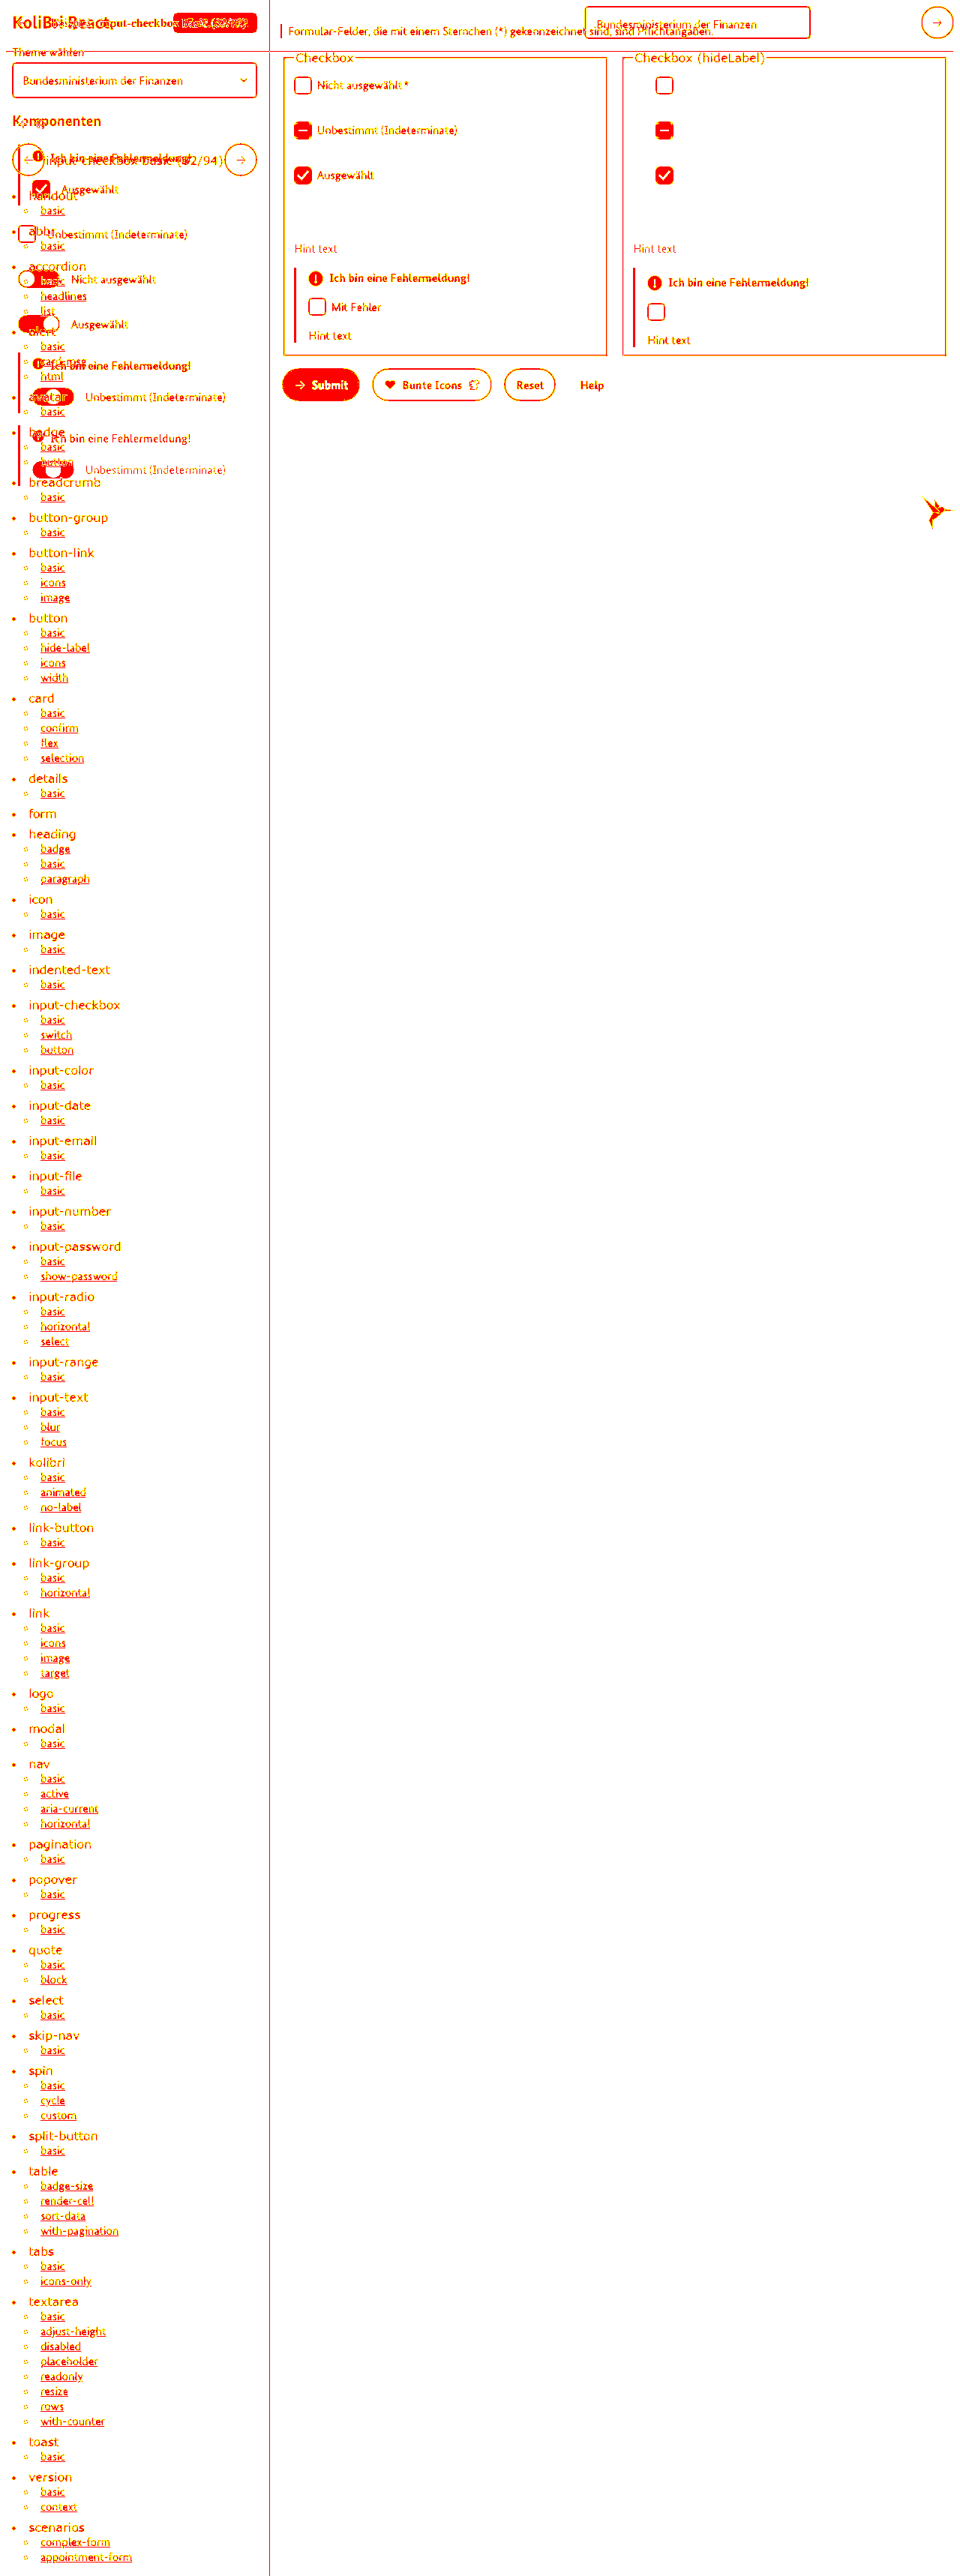 KoliBri React
Formular-Felder, die mit einem Sternchen (*) gekennzeichnet sind, sind Pflichtangaben.
Bundesministerium der Finanzen
Theme wählen
Bundesministerium der Finanzen
Komponenten
Ich bin eine Fehlermeldung!
input-checkbox
Ausgewählt
handout
basic
Unbestimmt (Indeterminate)
abbr
basic
accordion
basic
Nicht ausgewählt
headlines
list
Ausgewählt
alert
basic
card-msg
Ich bin eine Fehlermeldung!
html
avatar
Unbestimmt (Indeterminate)
basic
badge
Ich bin eine Fehlermeldung!
basic
button
Unbestimmt (Indeterminate)
breadcrumb
basic
button-group
basic
button-link
basic
icons
image
button
basic
hide-label
icons
width
card
basic
confirm
flex
selection
details
basic
form
heading
badge
basic
paragraph
icon
basic
image
basic
indented-text
basic
input-checkbox
basic
switch
button
input-color
basic
input-date
basic
input-email
basic
input-file
basic
input-number
basic
input-password
basic
show-password
input-radio
basic
horizontal
select
input-range
basic
input-text
basic
blur
focus
kolibri
basic
animated
no-label
link-button
basic
link-group
basic
horizontal
link
basic
icons
image
target
logo
basic
modal
basic
nav
basic
active
aria-current
horizontal
pagination
basic
popover
basic
progress
basic
quote
basic
block
select
basic
skip-nav
basic
spin
basic
cycle
custom
split-button
basic
table
badge-size
render-cell
sort-data
with-pagination
tabs
basic
icons-only
textarea
basic
adjust-height
disabled
placeholder
readonly
resize
rows
with-counter
toast
basic
version
basic
context
scenarios
complex-form
appointment-form
Checkbox
Nicht ausgewählt *
Unbestimmt (Indeterminate)
Ausgewählt
Hint text
Ich bin eine Fehlermeldung!
Mit Fehler
Hint text
Checkbox (hideLabel)
Hint text
Ich bin eine Fehlermeldung!
Hint text
Submit
Bunte Icons
Reset
Help